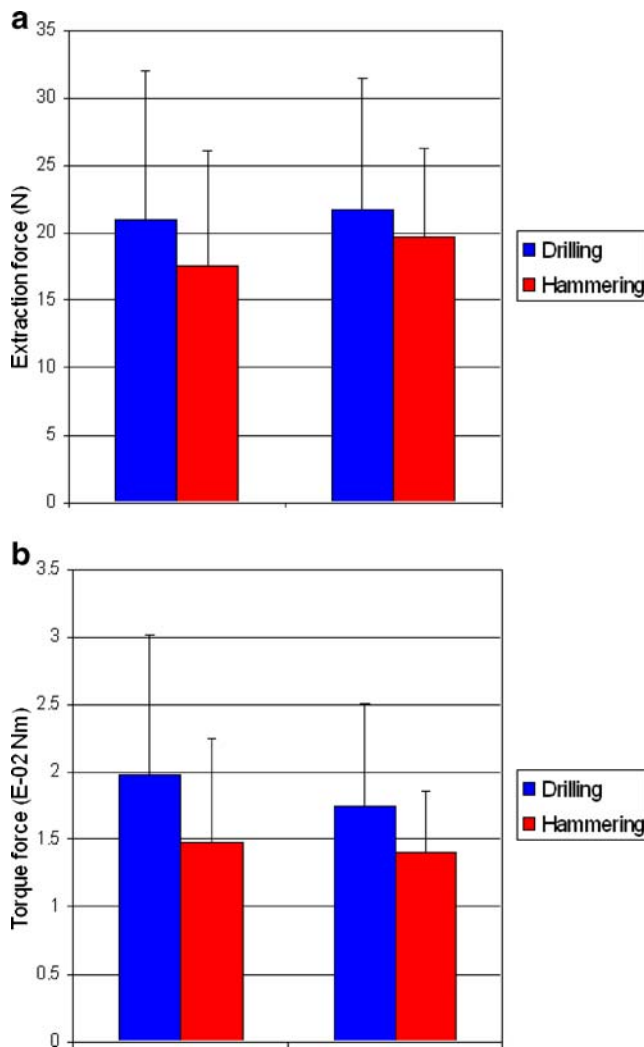 a
Extraction force (N)
35
30
25
20
15
10
5
0
Drilling
Hammering
b
Torque force (E-02 Nm)
3.5
3
2.5
2
1.5
1
0.5
0
Drilling
Hammering